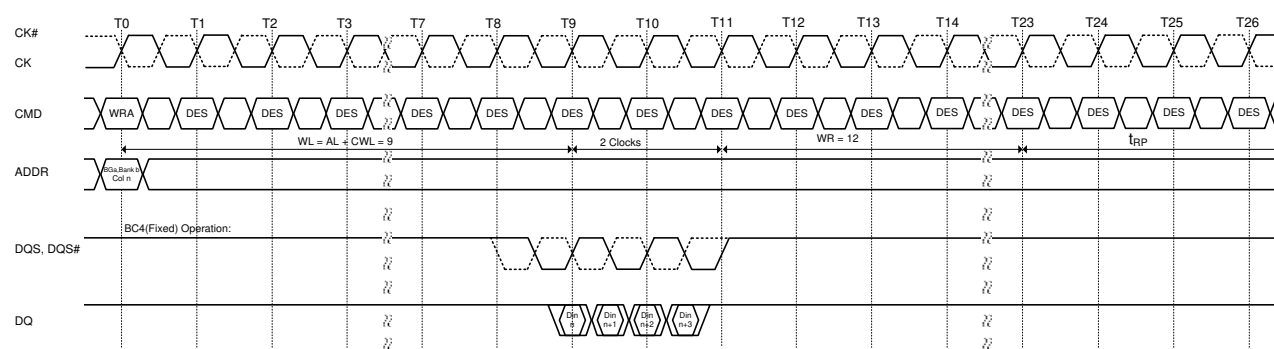 T0 T1 T2 T3 T7 T8 T9 T10 T11 T12 T13 T14 T23 T24 T25 T26
CK#
CK
CMD WRA DES DES DES DES DES DES DES DES DES DES DES DES DES DES DES
WL = AL + CWL = 9 2 Clocks WR = 12 tRP
ADDR BGa,Bank b
Col n
BC4(Fixed) Operation:
DQS, DQS#
DQ Din n Din n+1 Din n+2 Din n+3